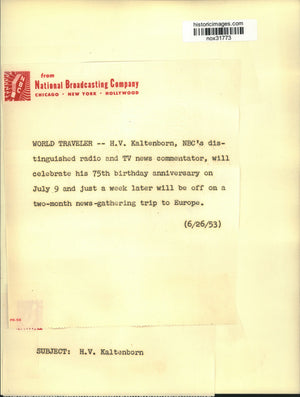 historicimages.com
nox31773
from
NBC
National Broadcasting Company
CHICAGO • NEW YORK • HOLLYWOOD
WORLD TRAVELER -- H.V. Kaltenborn, NBC's dis-
tinguished radio and TV news commentator, will
celebrate his 75th birthday anniversary on
July 9 and just a week later will be off on a
two-month news-gathering trip to Europe.
(6/26/53)
SUBJECT: H.V. Kaltenborn